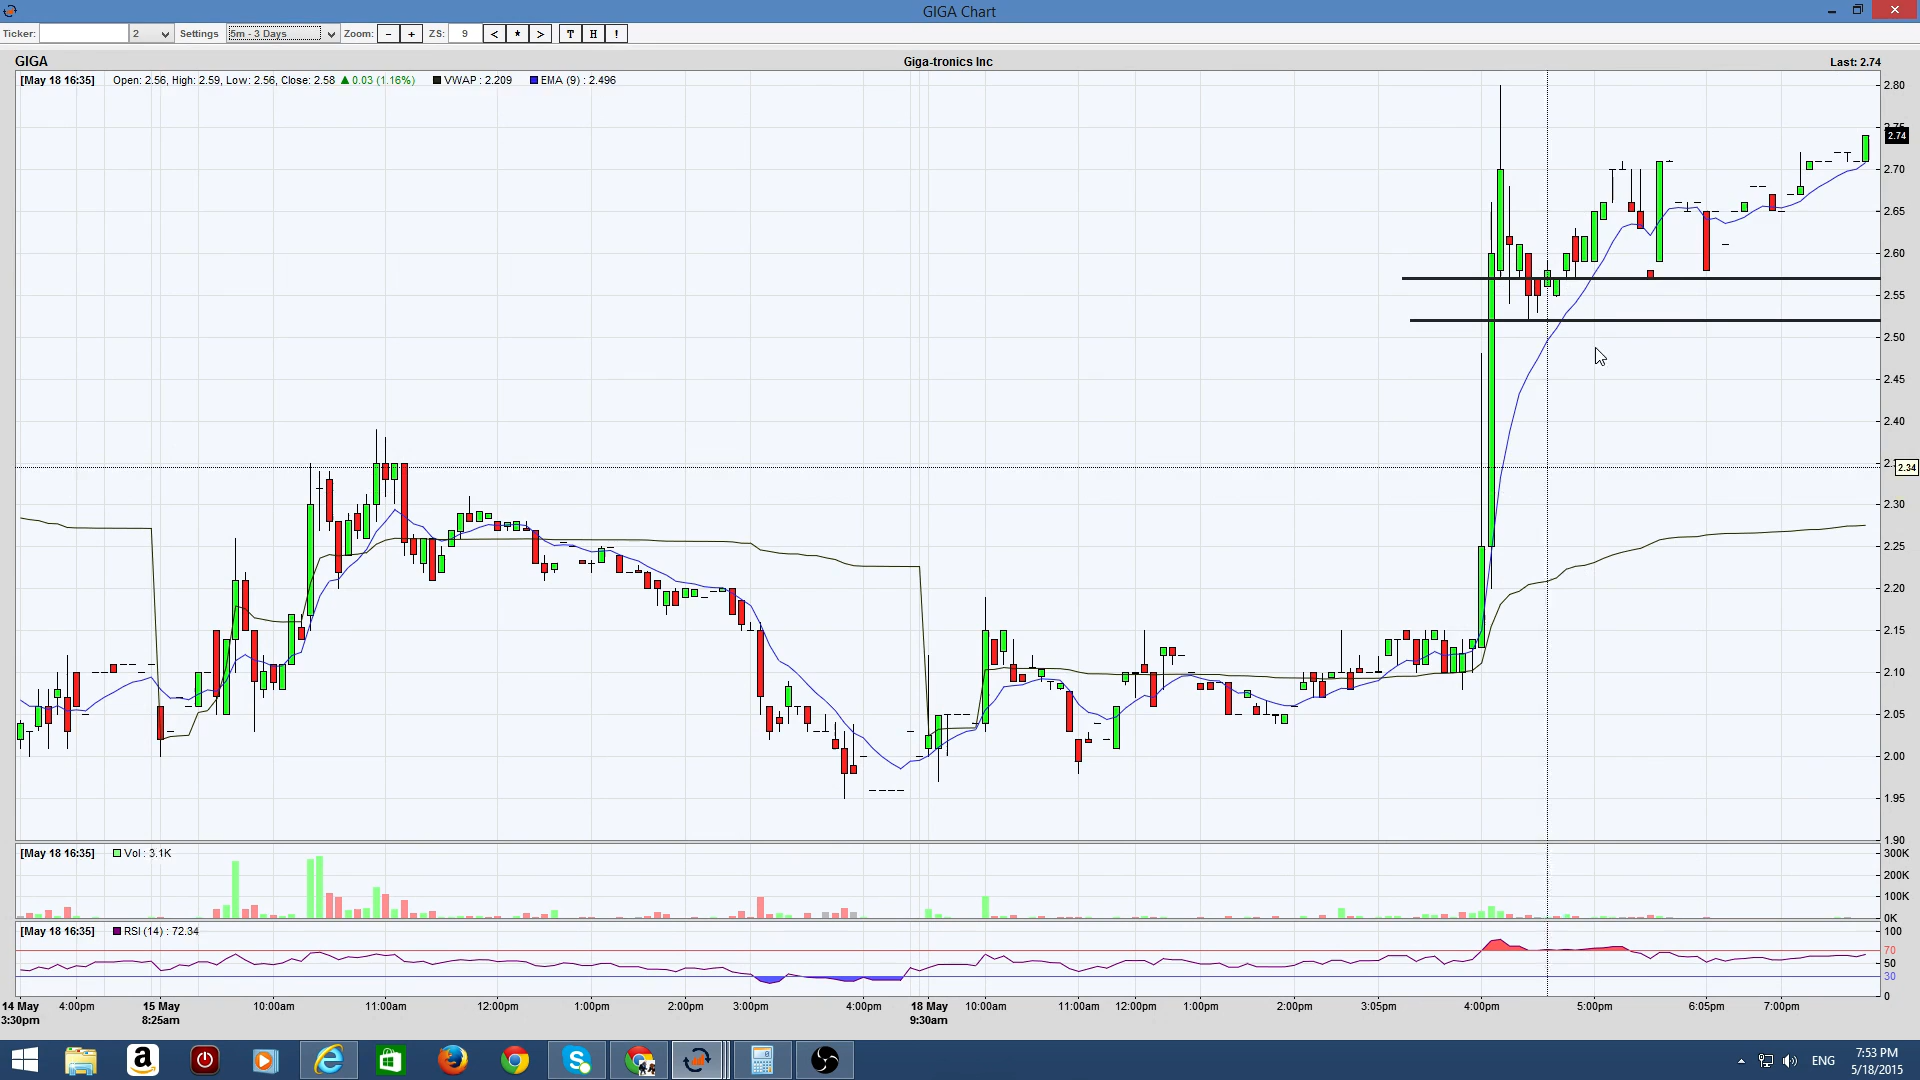 GIGA Chart
Ticker: 2 Settings 5m - 3 Days Zoom: - + ZS: 9 < * > T H !
GIGA Giga-tronics Inc Last: 2.74
[May 18 16:35] Open: 2.56, High: 2.59, Low: 2.56, Close: 2.58 ▲ 0.03 (1.16%) VWAP : 2.209 EMA (9) : 2.496
2.80
2.74
2.70
2.65
2.60
2.55
2.50
2.45
2.40
2.34
2.30
2.25
2.20
2.15
2.10
2.05
2.00
1.95
1.90
[May 18 16:35] Vol : 3.1K
300K
200K
100K
0K
[May 18 16:35] RSI (14) : 72.34
100
70
50
30
0
14 May 4:00pm 15 May 10:00am 11:00am 12:00pm 1:00pm 2:00pm 3:00pm 4:00pm 18 May 10:00am 11:00am 12:00pm 1:00pm 2:00pm 3:05pm 4:00pm 5:00pm 6:05pm 7:00pm
3:30pm 8:25am 9:30am
ENG
7:53 PM
5/18/2015